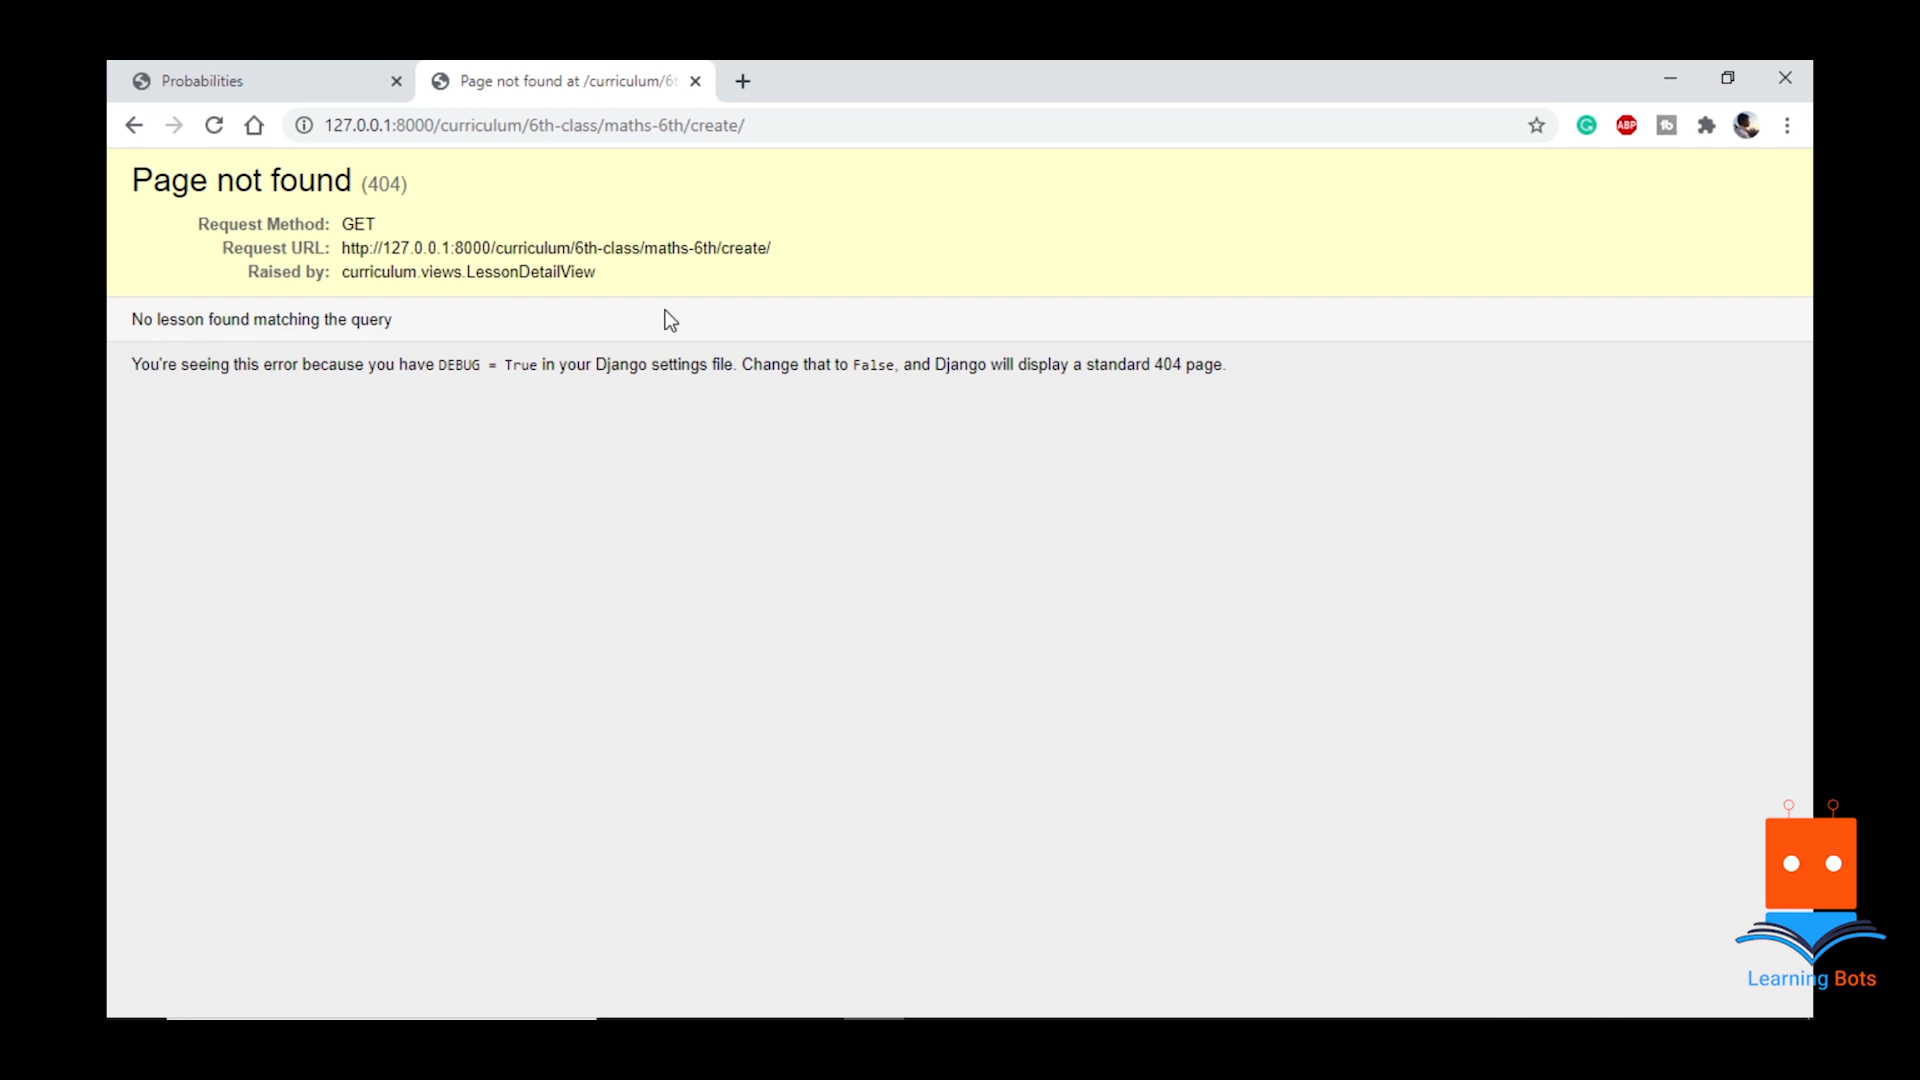 Probabilities
Page not found at /curriculum/6t
127.0.0.1:8000/curriculum/6th-class/maths-6th/create/
ABP
Page not found (404)
Request Method: GET
Request URL: http://127.0.0.1:8000/curriculum/6th-class/maths-6th/create/
Raised by: curriculum.views.LessonDetailView
No lesson found matching the query
You're seeing this error because you have DEBUG = True in your Django settings file. Change that to False, and Django will display a standard 404 page.
Learning Bots